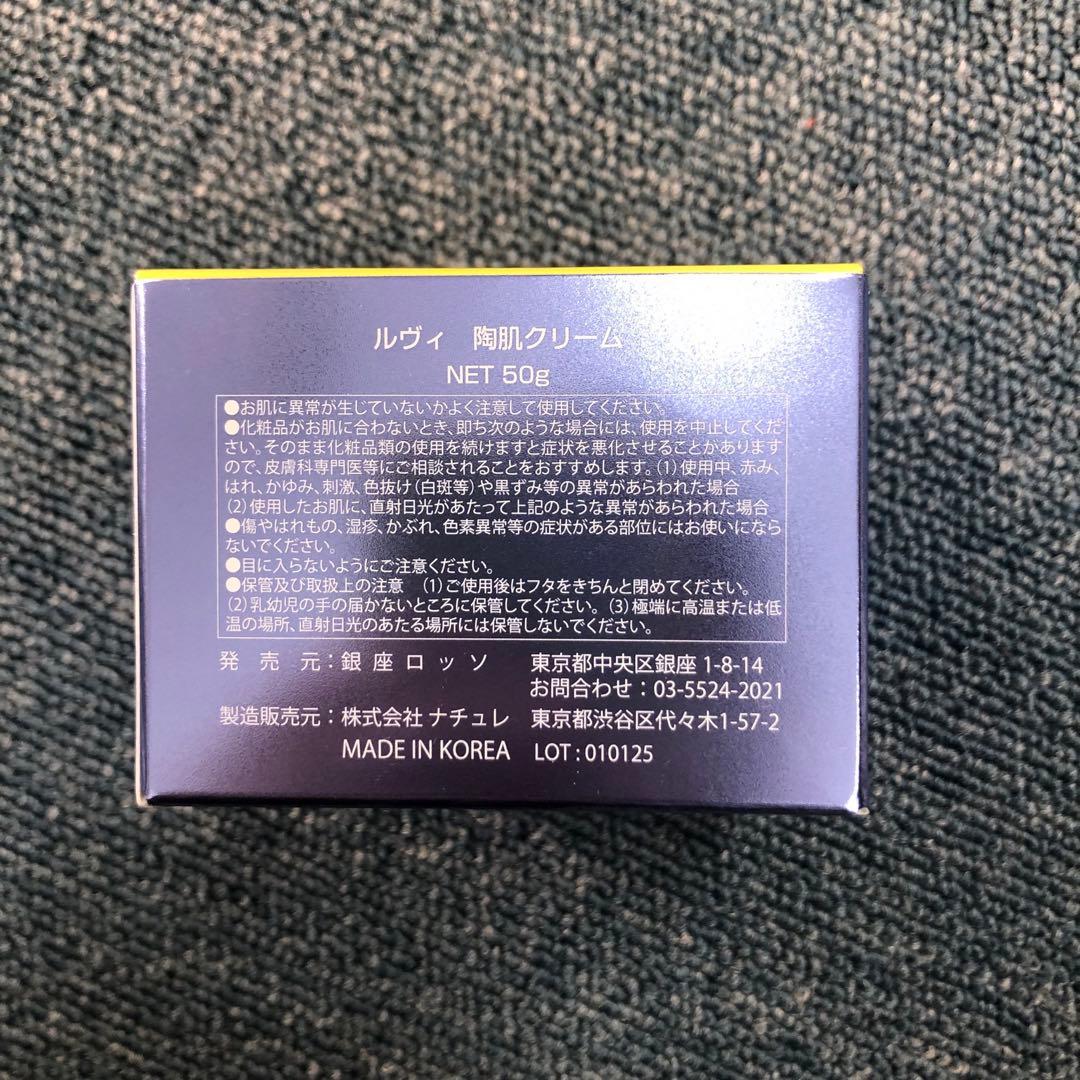 ルヴィ 陶肌クリーム
NET 50g
●お肌に異常が生じていないかよく注意して使用してください。
●化粧品がお肌に合わないとき、即ち次のような場合には、使用を中止してくだ
さい。そのまま化粧品類の使用を続けますと症状を悪化させることがあります
ので、皮膚科専門医等にご相談されることをおすすめします。(1)使用中、赤み、
はれ、かゆみ、刺激、色抜け(白斑等)や黒ずみ等の異常があらわれた場合
(2)使用したお肌に、直射日光があたって上記のような異常があらわれた場合
●傷やはれもの、湿疹、かぶれ、色素異常等の症状がある部位にはお使いになら
ないでください。
●目に入らないようにご注意ください。
●保管及び取扱上の注意 (1)ご使用後はフタをきちんと閉めてください。
(2)乳幼児の手の届かないところに保管してください。(3)極端に高温または低
温の場所、直射日光のあたる場所には保管しないでください。
発売元:銀座ロッソ 東京都中央区銀座1-8-14
お問合わせ:03-5524-2021
製造販売元:株式会社 ナチュレ 東京都渋谷区代々木1-57-2
MADE IN KOREA LOT:010125